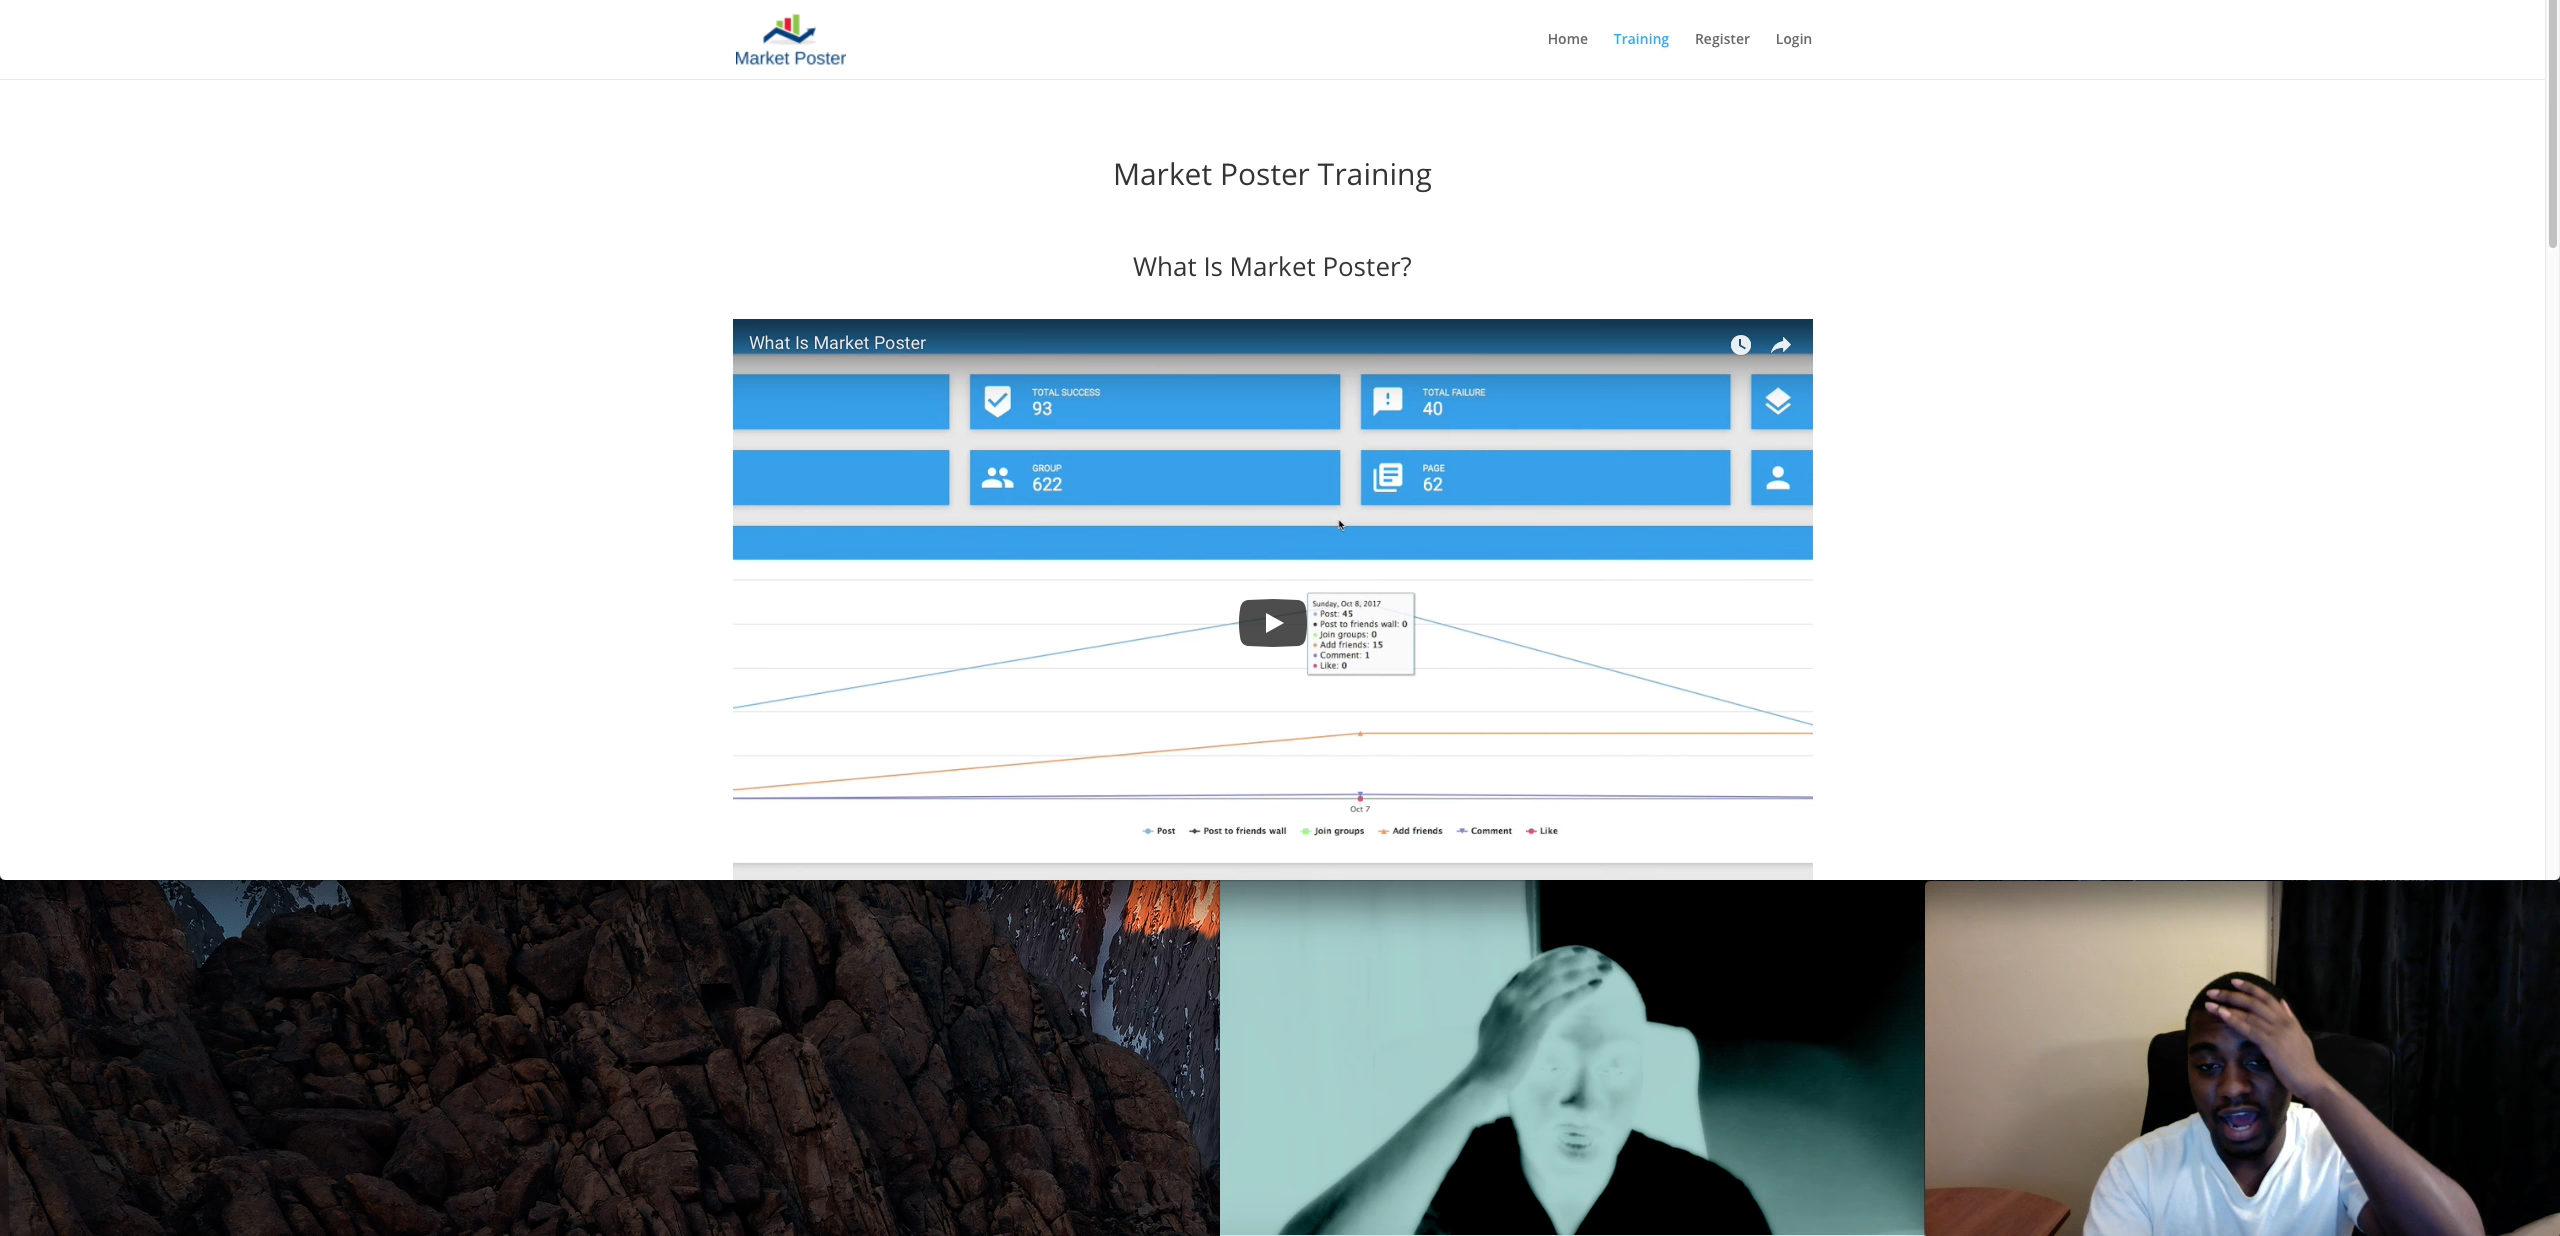 Market Poster
Home Training Register Login
Market Poster Training
What Is Market Poster?
What Is Market Poster
TOTAL SUCCESS
93
TOTAL FAILURE
40
GROUP
622
PAGE
62
Sunday, Oct 8, 2017
Post: 45
Post to friends wall: 0
Join groups: 0
Add friends: 15
Comment: 1
Like: 0
Oct 7
Post Post to friends wall Join groups Add friends Comment Like